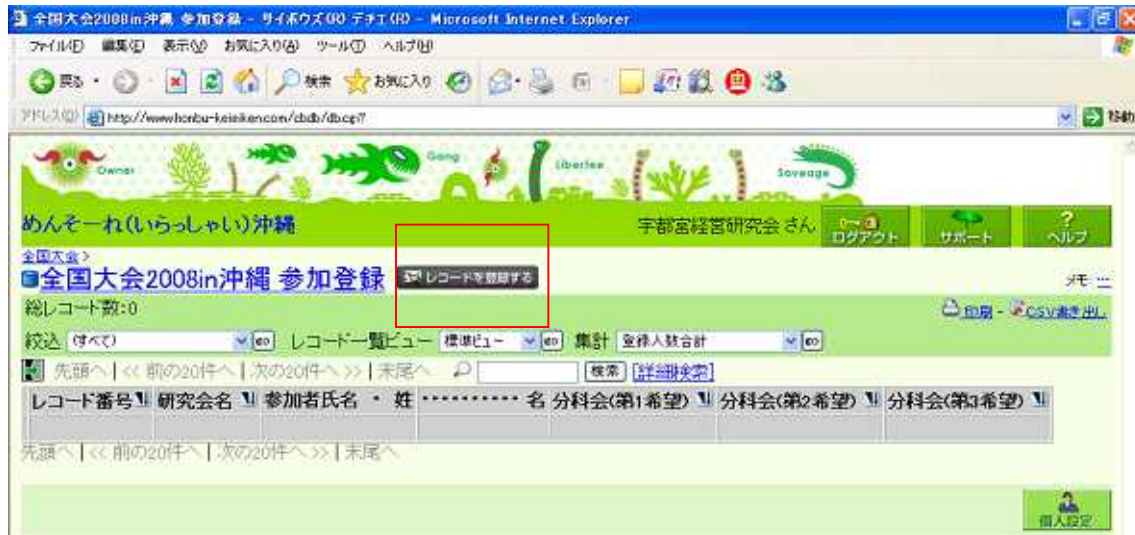 全国大会2008in沖縄 参加登録 - サイボウズ(R) デヂエ(R) - Microsoft Internet Explorer
ファイル(F) 編集(E) 表示(V) お気に入り(A) ツール(T) ヘルプ(H)
戻る 検索 お気に入り
アドレス(D) http://www.honbu-keieiken.com/cbdb/db.cgi? 移動
Owner Gang Libertee Savage
めんそーれ(いらっしゃい)沖縄 宇都宮経営研究会 さん ログアウト サポート ヘルプ
全国大会>
全国大会2008in沖縄 参加登録 レコードを登録する メモ
総レコード数:0 印刷 - CSV書き出し
絞込 (すべて) GO レコード一覧ビュー 標準ビュー GO 集計 登録人数合計 GO
先頭へ | << 前の20件へ | 次の20件へ >> | 末尾へ 検索 [詳細検索]
レコード番号 研究会名 参加者氏名 ・ 姓 ・・・・・・・・・・ 名 分科会(第1希望) 分科会(第2希望) 分科会(第3希望)
先頭へ | << 前の20件へ | 次の20件へ >> | 末尾へ
個人設定